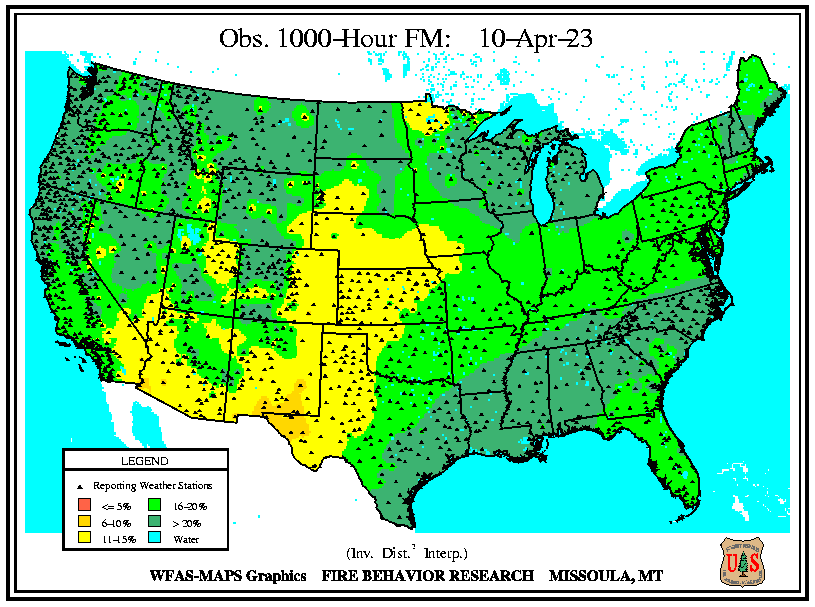 Obs. 1000-Hour FM: 10-Apr-23
LEGEND
Reporting Weather Stations
<= 5%
16-20%
6-10%
> 20%
11-15%
Water
(Inv. Dist.² Interp.)
WFAS-MAPS Graphics FIRE BEHAVIOR RESEARCH MISSOULA, MT
U S